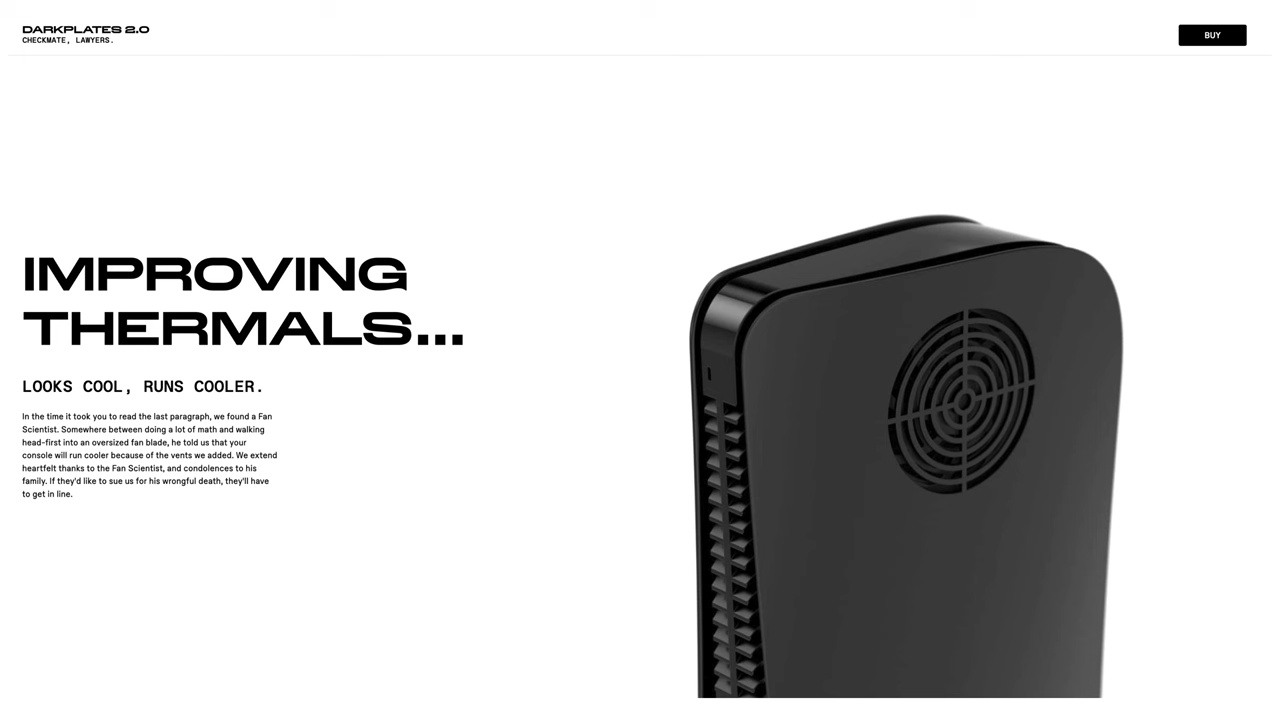 DARKPLATES 2.0
CHECKMATE, LAWYERS.
BUY
IMPROVING
THERMALS...
LOOKS COOL, RUNS COOLER.
In the time it took you to read the last paragraph, we found a Fan
Scientist. Somewhere between doing a lot of math and walking
head-first into an oversized fan blade, he told us that your
console will run cooler because of the vents we added. We extend
heartfelt thanks to the Fan Scientist, and condolences to his
family. If they'd like to sue us for his wrongful death, they'll have
to get in line.